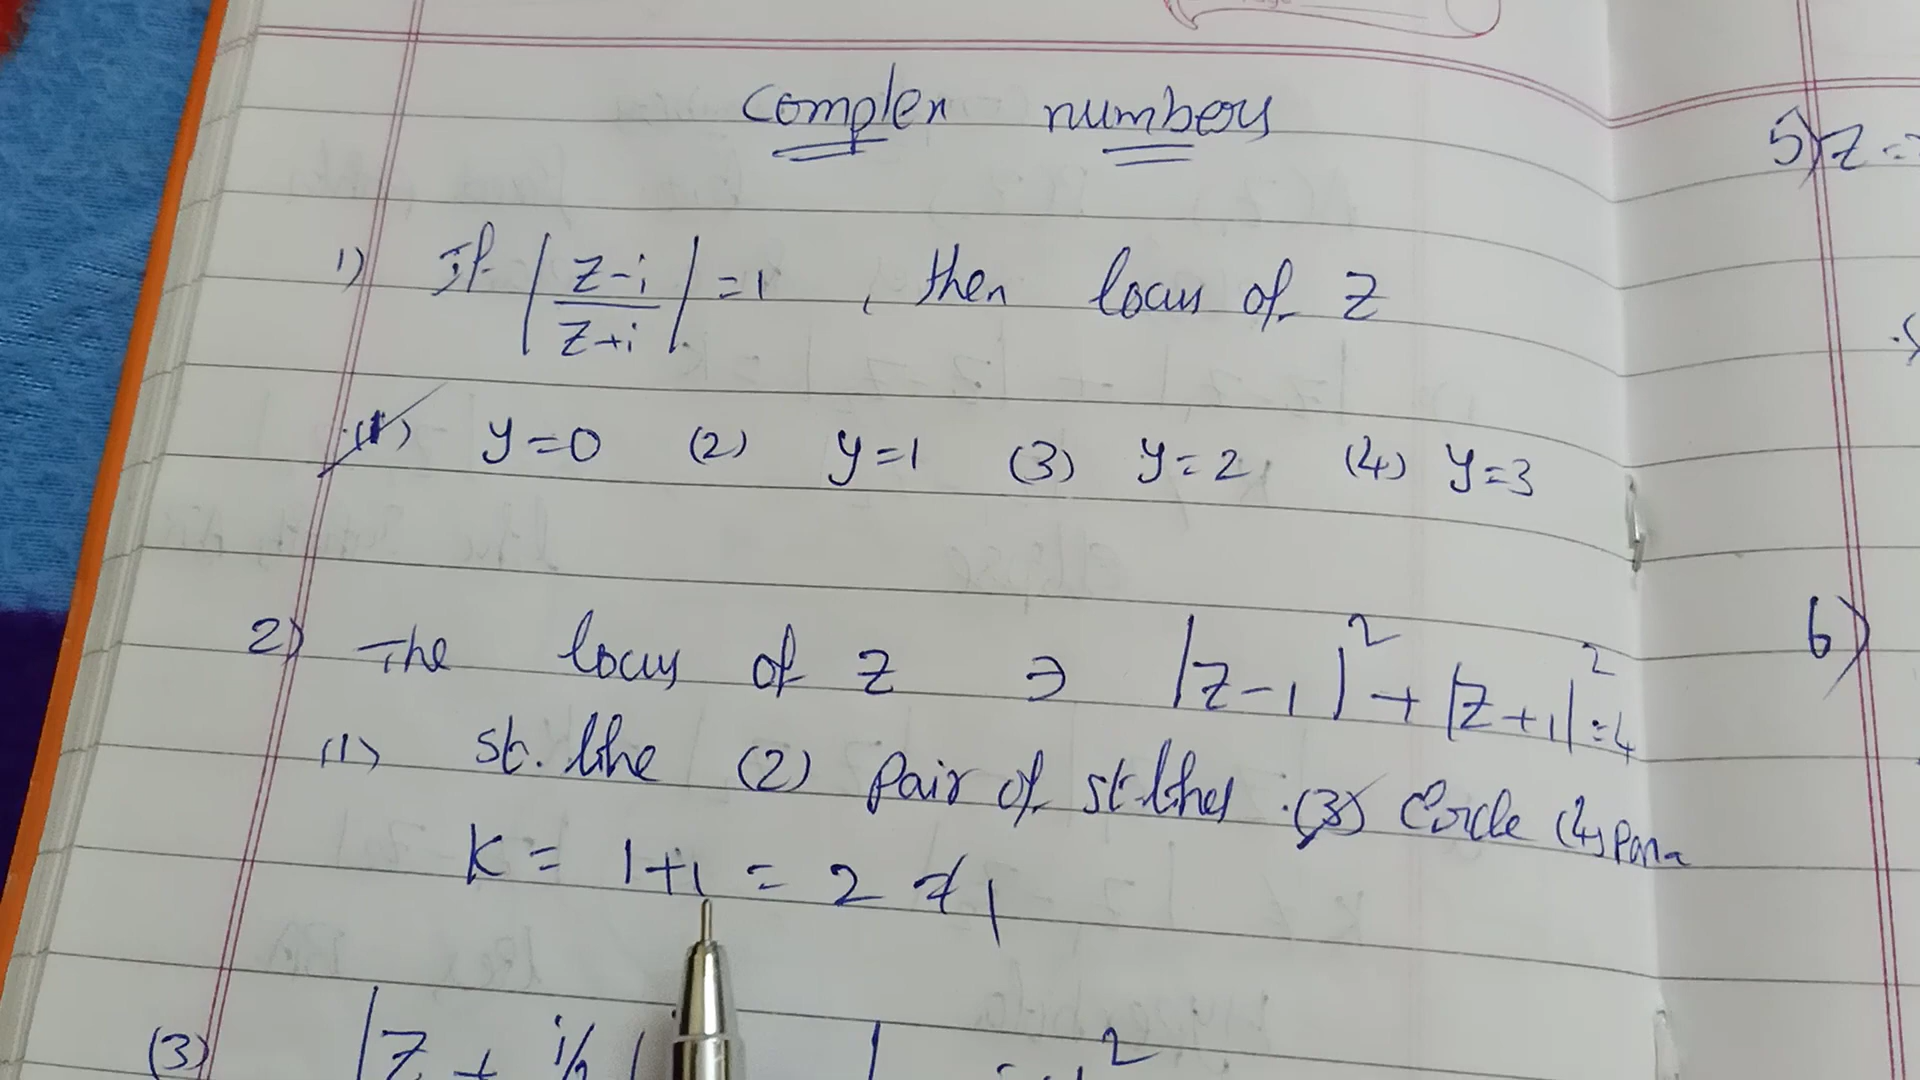 Complex numbers
1) If |z-i / z+i| = 1, then locus of z
(1) y=0 (2) y=1 (3) y=2 (4) y=3
2) The locus of z ∋ |z-1|² + |z+1|² = 4
(1) st. line (2) Pair of st lines (3) Circle (4) Para
K = 1+1 = 2 ≠ 1
(3) |z + i/2|
5) z =
6)